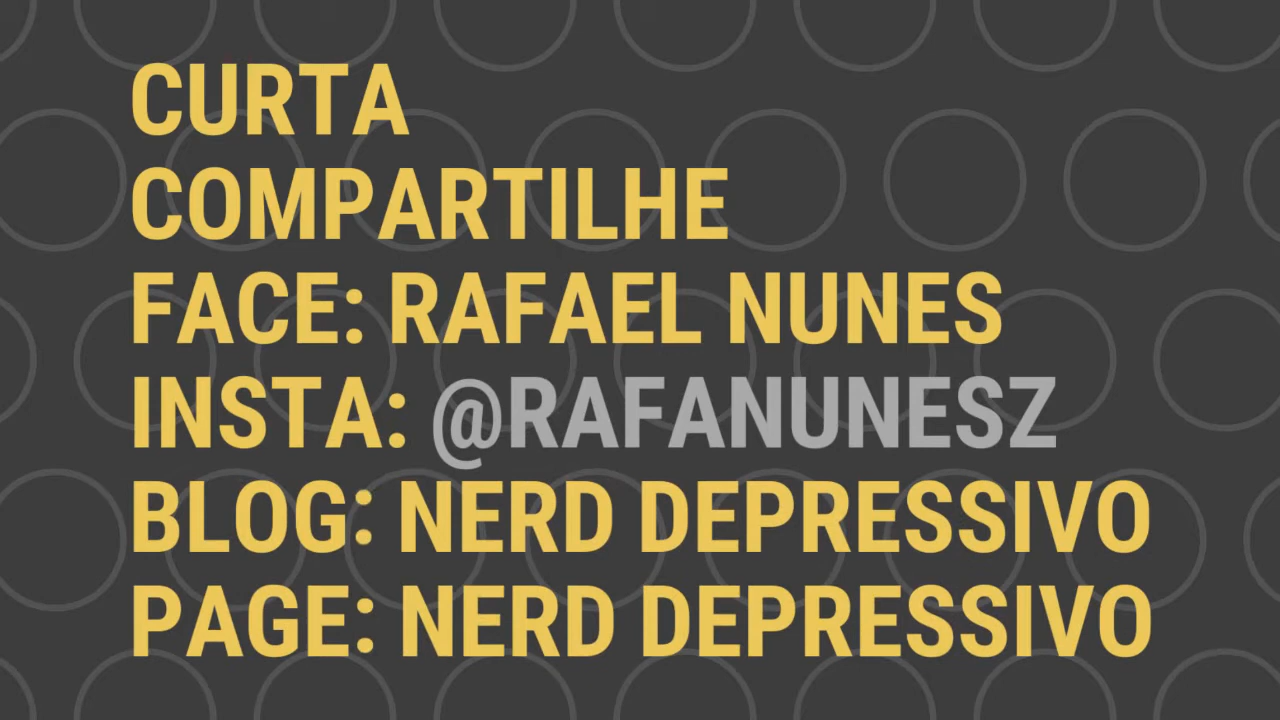 CURTA
COMPARTILHE
FACE: RAFAEL NUNES
INSTA: @RAFANUNESZ
BLOG: NERD DEPRESSIVO
PAGE: NERD DEPRESSIVO